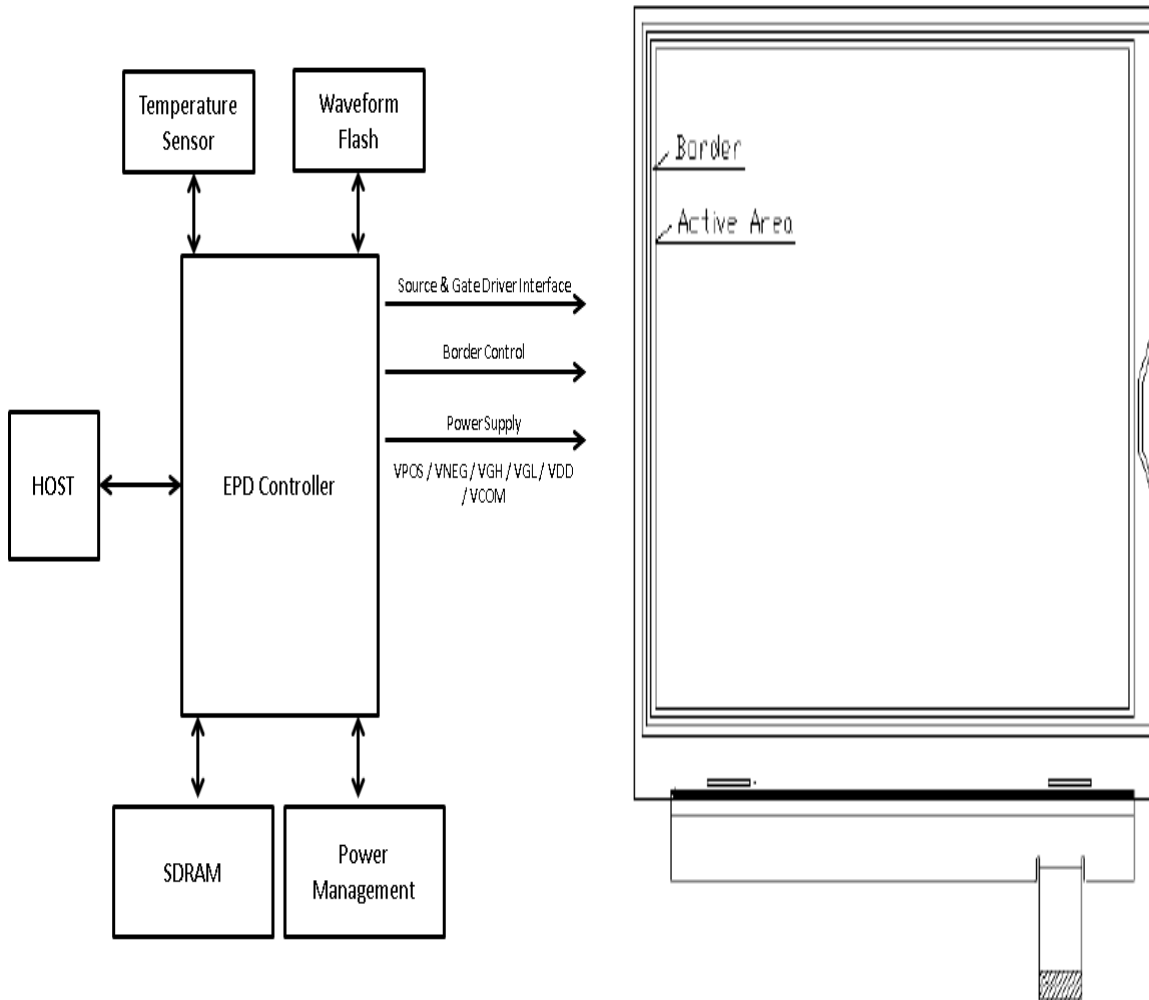 Temperature
Sensor
Waveform
Flash
Border
Active Area
Source & Gate Driver Interface
Border Control
Power Supply
VPOS / VNEG / VGH / VGL / VDD
/ VCOM
HOST
EPD Controller
SDRAM
Power
Management